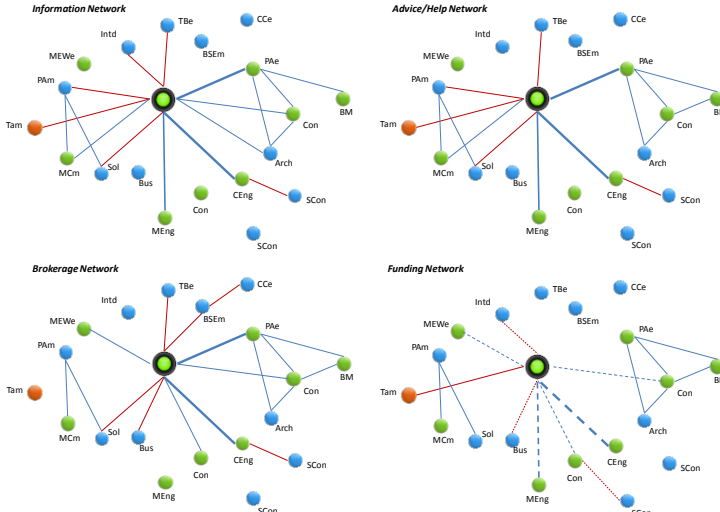 Information Network
TBe
CCe
Intd
BSEm
MEWe
PAe
PAm
BM
Con
Tam
MCm
Sol
Bus
Arch
CEng
Con
SCon
MEng
SCon
Advice/Help Network
TBe
CCe
Intd
BSEm
MEWe
PAe
PAm
BM
Con
Tam
MCm
Sol
Bus
Arch
CEng
Con
SCon
MEng
SCon
Brokerage Network
TBe
CCe
Intd
BSEm
MEWe
PAe
PAm
BM
Con
Tam
MCm
Sol
Bus
Arch
CEng
Con
SCon
MEng
SCon
Funding Network
TBe
CCe
Intd
BSEm
MEWe
PAe
PAm
Con
Tam
MCm
Sol
Bus
Arch
CEng
Con
SCon
MEng
SCon